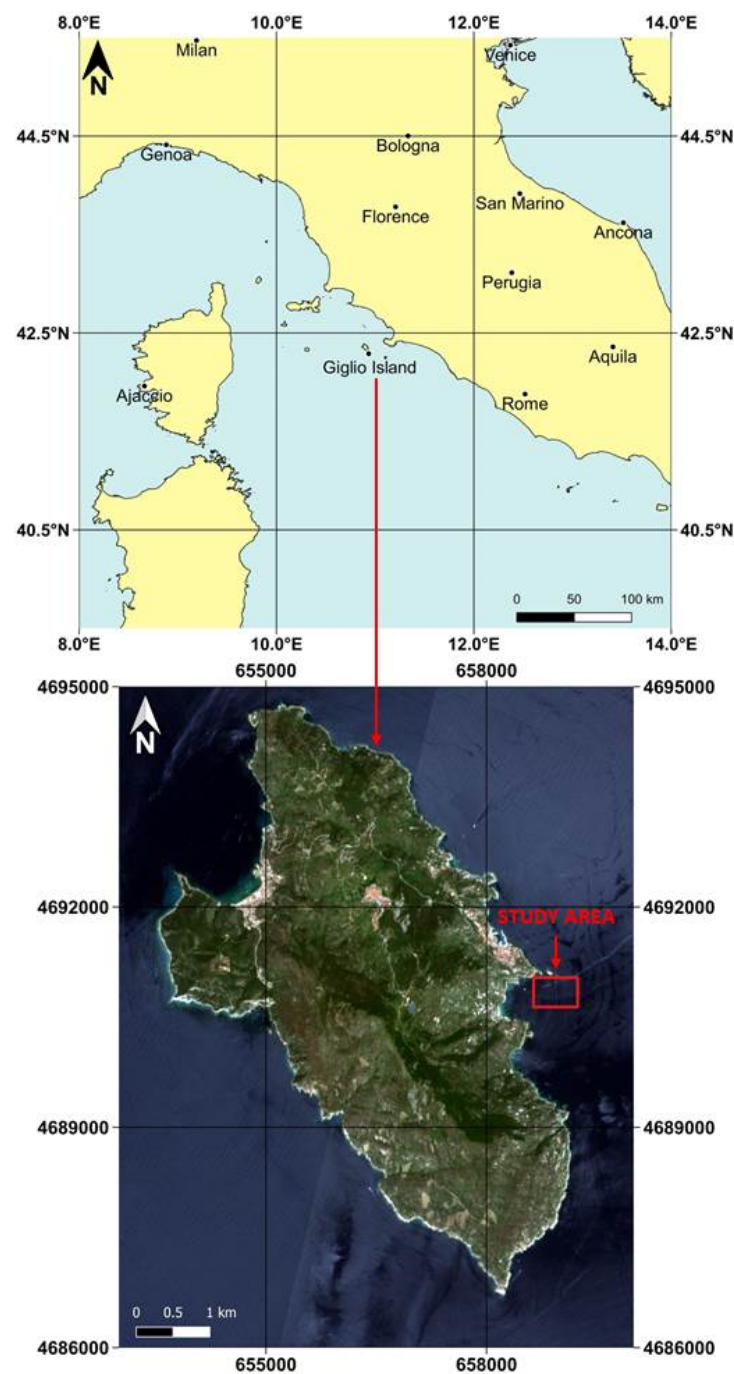 8.0°E 10.0°E 12.0°E 14.0°E
N
Milan
Venice
44.5°N 44.5°N
Genoa
Bologna
Florence
San Marino
Ancona
Perugia
42.5°N 42.5°N
Giglio Island
Aquila
Ajaccio
Rome
40.5°N 40.5°N
0 50 100 km
8.0°E 10.0°E 12.0°E 14.0°E
655000 658000
4695000 4695000
N
4692000 4692000
STUDY AREA
4689000 4689000
0 0.5 1 km
4686000 4686000
655000 658000